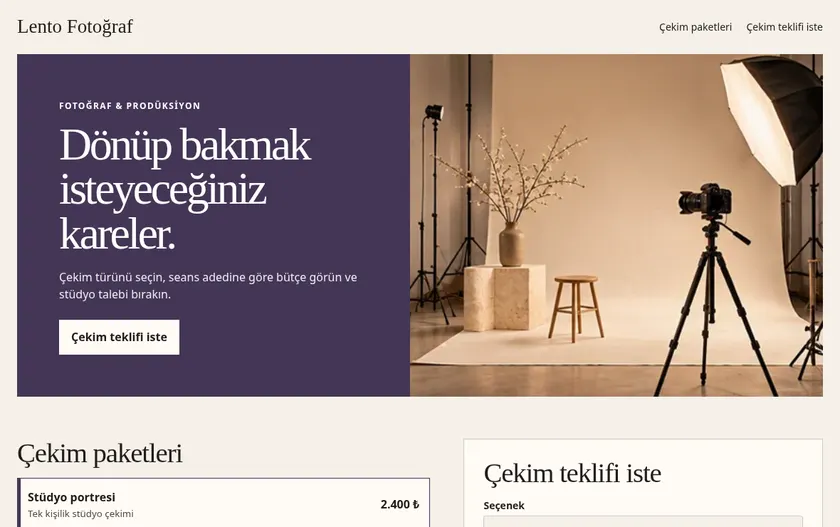 Lento Fotoğraf
Çekim paketleri
Çekim teklifi iste
FOTOĞRAF & PRODÜKSİYON
Dönüp bakmak
isteyeceğiniz
kareler.
Çekim türünü seçin, seans adedine göre bütçe görün ve
stüdyo talebi bırakın.
Çekim teklifi iste
Çekim paketleri
Stüdyo portresi
Tek kişilik stüdyo çekimi
2.400 ₺
Çekim teklifi iste
Seçenek